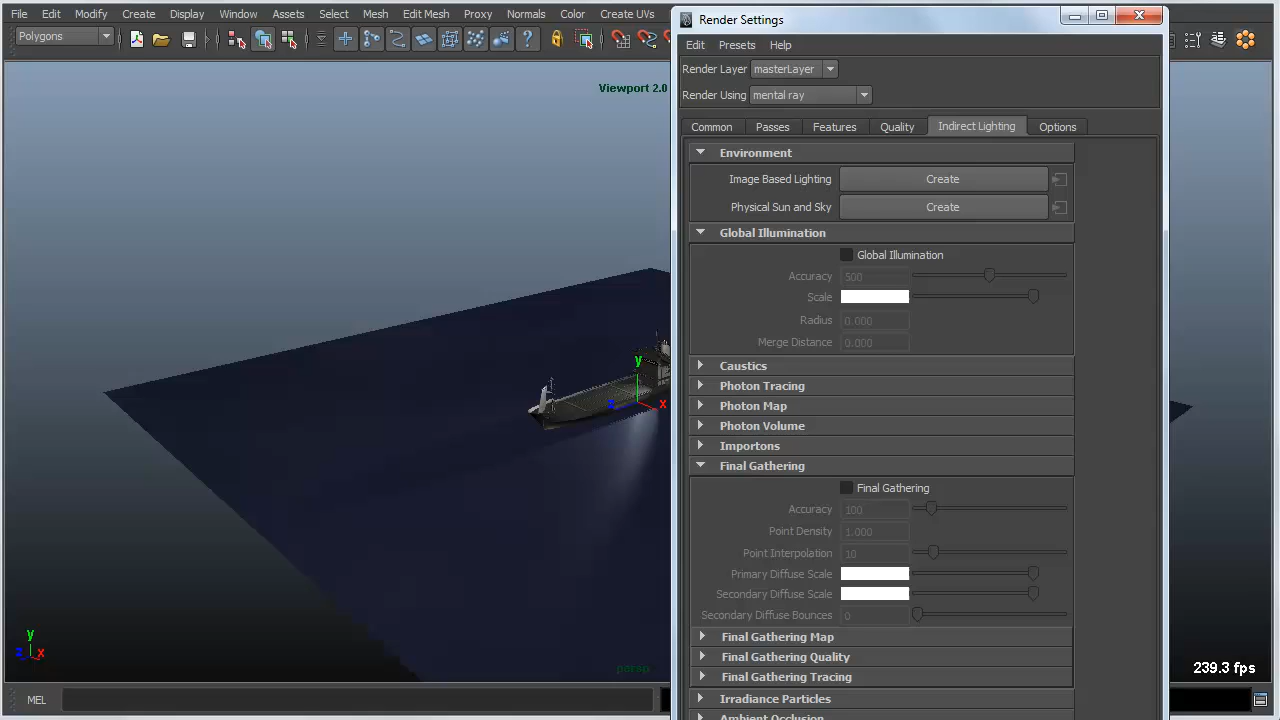 File Edit Modify Create Display Window Assets Select Mesh Edit Mesh Proxy Normals Color Create UVs
Polygons
Render Settings
Edit Presets Help
Render Layer masterLayer
Render Using mental ray
Common Passes Features Quality Indirect Lighting Options
Environment
Image Based Lighting Create
Physical Sun and Sky Create
Global Illumination
Global Illumination
Accuracy 500
Scale
Radius 0.000
Merge Distance 0.000
Caustics
Photon Tracing
Photon Map
Photon Volume
Importons
Final Gathering
Final Gathering
Accuracy 100
Point Density 1.000
Point Interpolation 10
Primary Diffuse Scale
Secondary Diffuse Scale
Secondary Diffuse Bounces 0
Final Gathering Map
Final Gathering Quality
Final Gathering Tracing
Irradiance Particles
Ambient Occlusion
Viewport 2.0
y
z x
y
z x
persp
239.3 fps
MEL